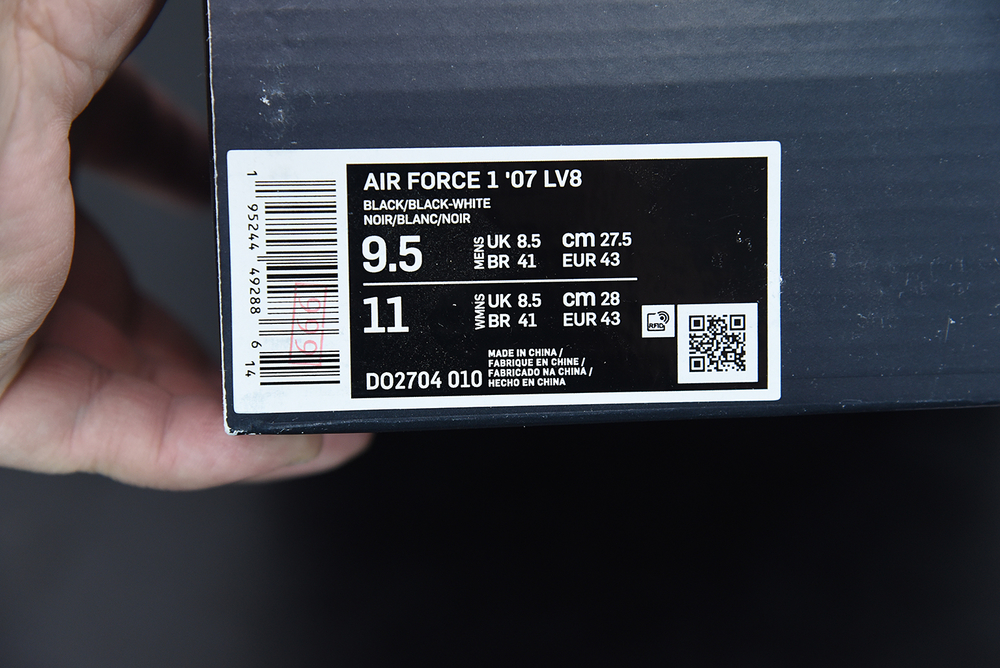 AIR FORCE 1 '07 LV8
BLACK/BLACK-WHITE
NOIR/BLANC/NOIR
9.5 MENS UK 8.5 cm 27.5
BR 41 EUR 43
11 WMNS UK 8.5 cm 28
BR 41 EUR 43
RFID
DO2704 010
MADE IN CHINA /
FABRIQUE EN CHINE /
FABRICADO NA CHINA /
HECHO EN CHINA
1 95244 49288 6 14